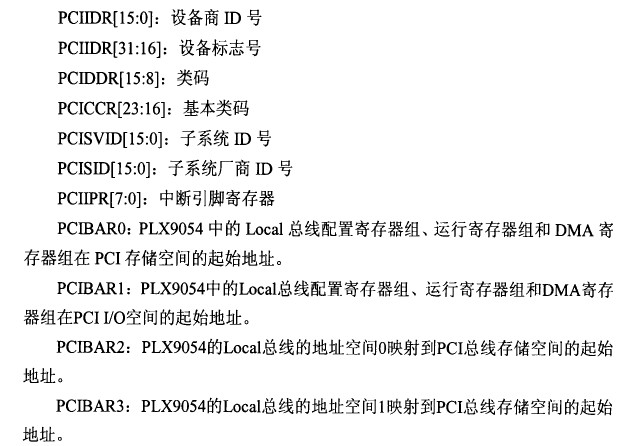 PCIIDR[15:0]：设备商 ID 号
PCIIDR[31:16]：设备标志号
PCIDDR[15:8]：类码
PCICCR[23:16]：基本类码
PCISVID[15:0]：子系统 ID 号
PCISID[15:0]：子系统厂商 ID 号
PCIIPR[7:0]：中断引脚寄存器
PCIBAR0：PLX9054 中的 Local 总线配置寄存器组、运行寄存器组和 DMA 寄
存器组在 PCI 存储空间的起始地址。
PCIBAR1：PLX9054中的Local总线配置寄存器组、运行寄存器组和DMA寄存
器组在PCI I/O空间的起始地址。
PCIBAR2：PLX9054的Local总线的地址空间0映射到PCI总线存储空间的起始
地址。
PCIBAR3：PLX9054的Local总线的地址空间1映射到PCI总线存储空间的起始
地址。